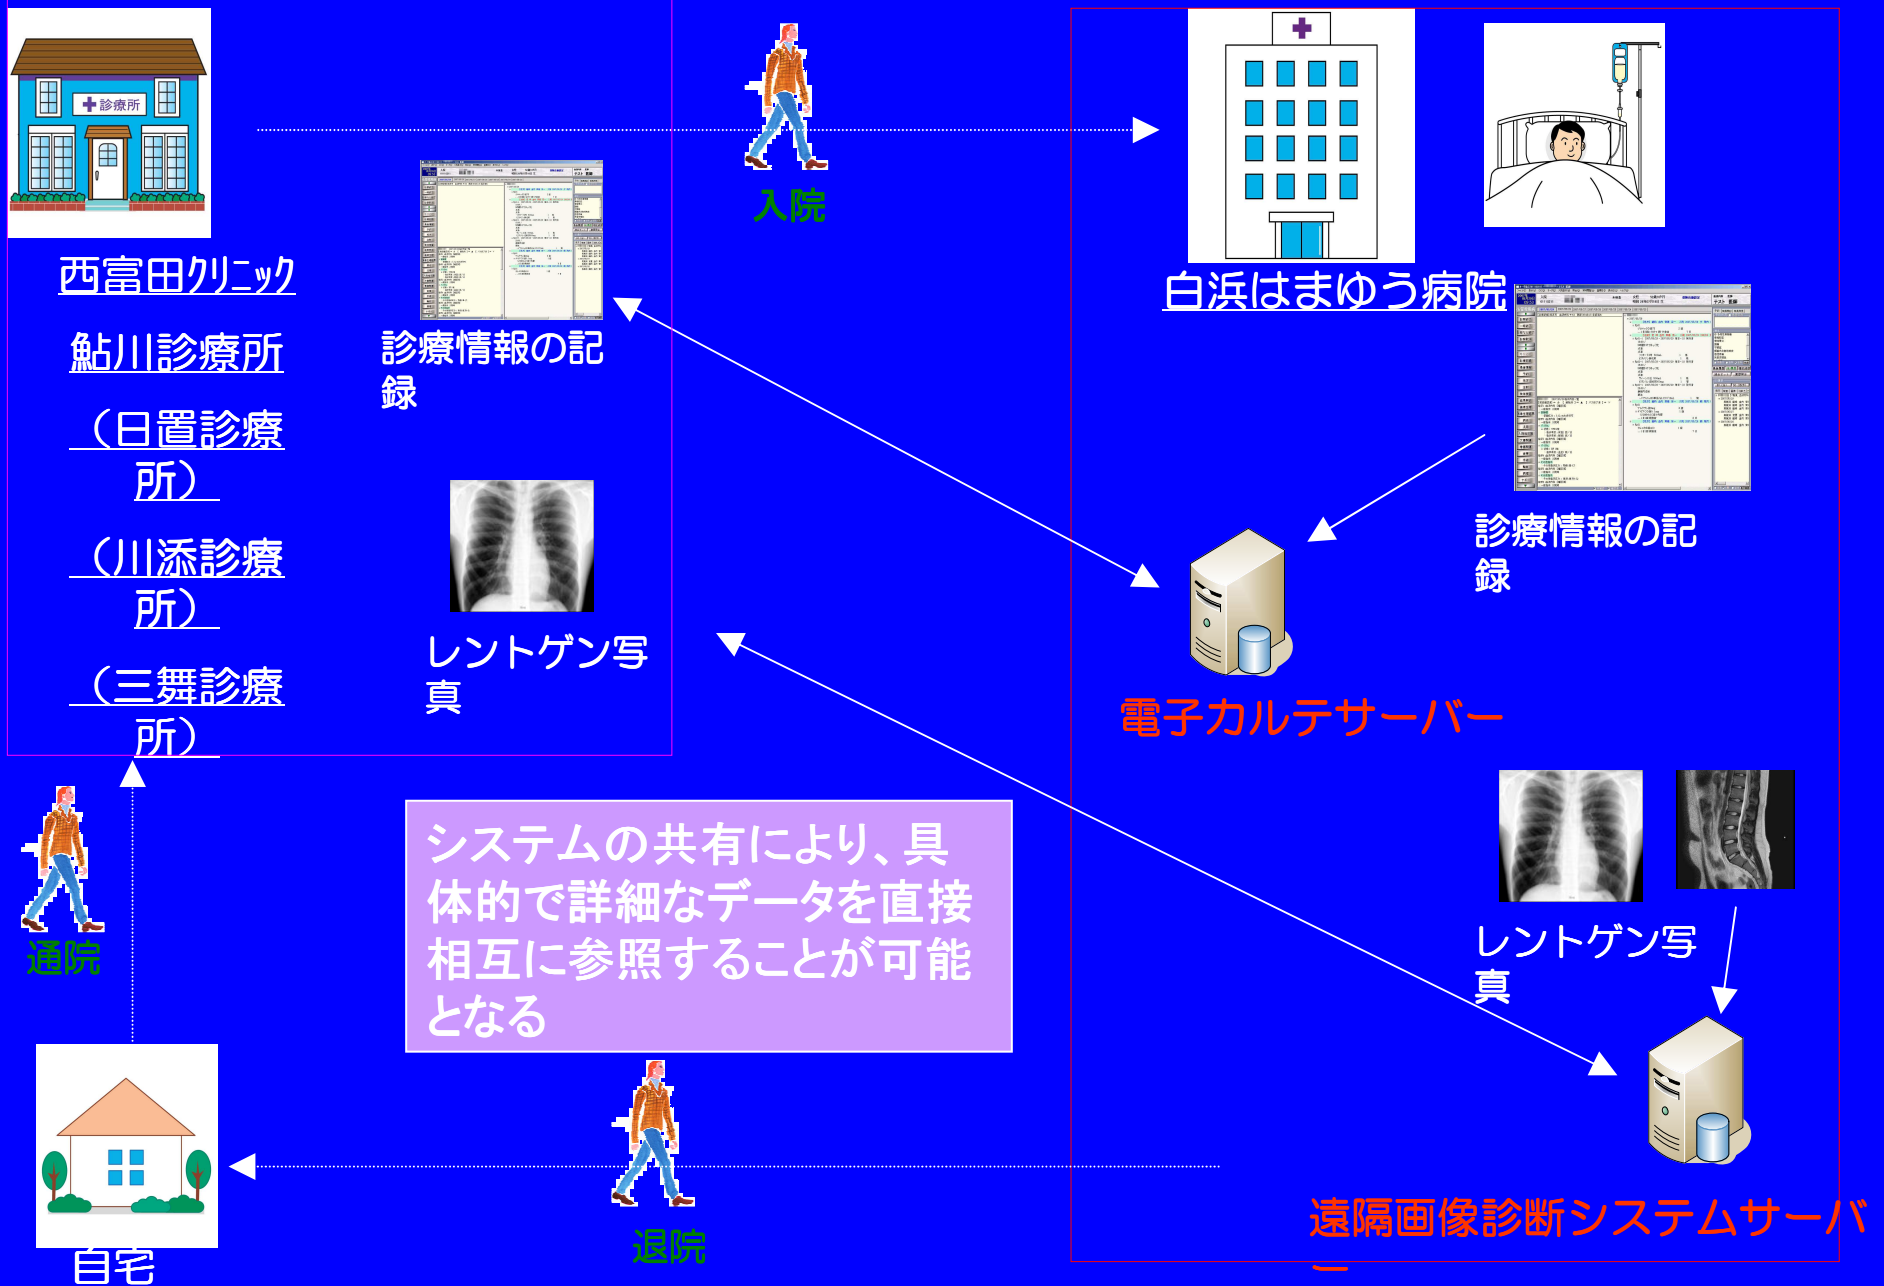 診療所
入院
西富田クリニック
鮎川診療所
（日置診療
所）
（川添診療
所）
（三舞診療
所）
診療情報の記
録
レントゲン写
真
白浜はまゆう病院
診療情報の記
録
電子カルテサーバー
レントゲン写
真
遠隔画像診断システムサーバ
ー
システムの共有により、具
体的で詳細なデータを直接
相互に参照することが可能
となる
通院
自宅
退院